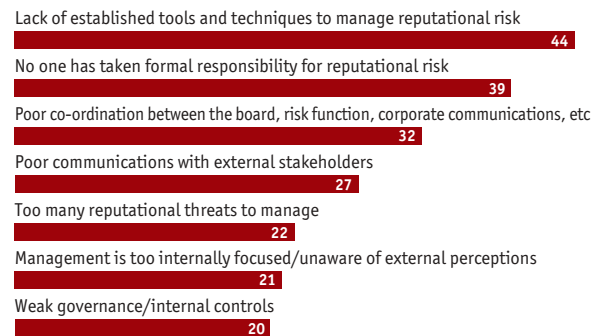 Lack of established tools and techniques to manage reputational risk
44
No one has taken formal responsibility for reputational risk
39
Poor co-ordination between the board, risk function, corporate communications, etc
32
Poor communications with external stakeholders
27
Too many reputational threats to manage
22
Management is too internally focused/unaware of external perceptions
21
Weak governance/internal controls
20